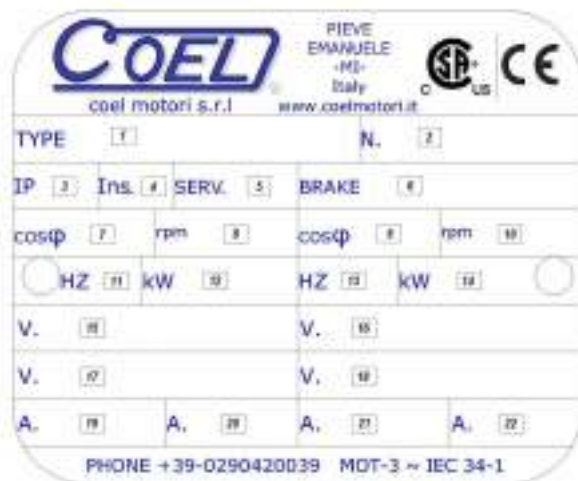 COEL
PIEVE
EMANUELE
-MI-
Italy
CSA
C US
CE
coel motori s.r.l www.coelmotori.it
TYPE 1 N. 2
IP 3 Ins. 4 SERV. 5 BRAKE 6
cosφ 7 rpm 8 cosφ 9 rpm 10
HZ 11 kW 12 HZ 13 kW 14
V. 15 V. 16
V. 17 V. 18
A. 19 A. 20 A. 21 A. 22
PHONE +39-0290420039 MOT-3 ~ IEC 34-1